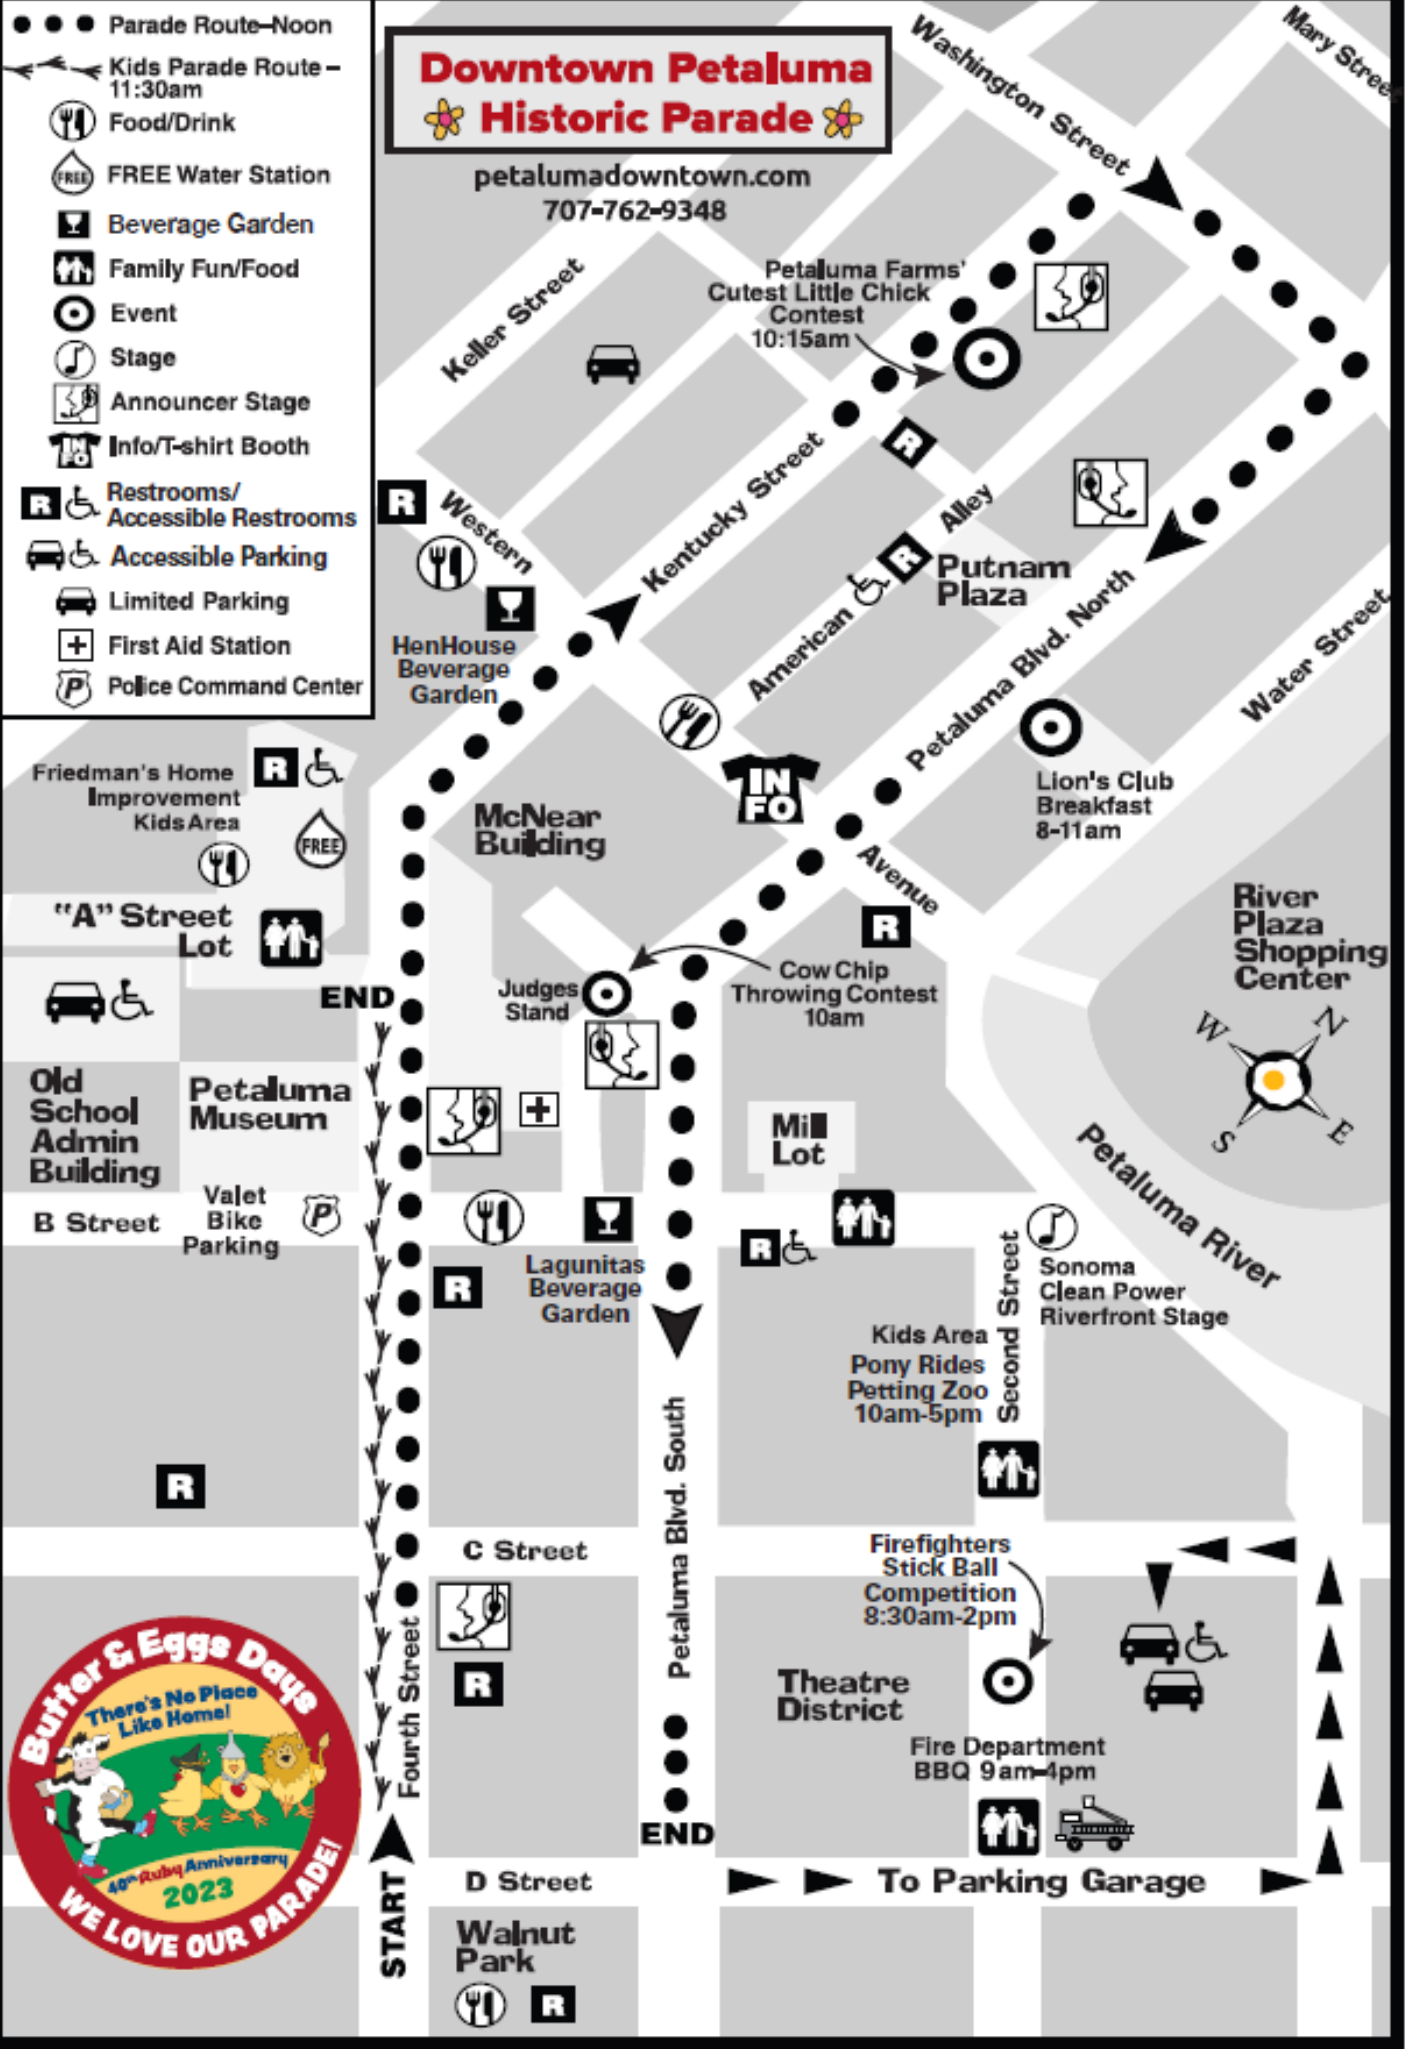 Parade Route–Noon
Kids Parade Route –
11:30am
Food/Drink
FREE
FREE Water Station
Beverage Garden
Family Fun/Food
Event
Stage
Announcer Stage
INFO
Info/T-shirt Booth
R
Restrooms/
Accessible Restrooms
Accessible Parking
Limited Parking
First Aid Station
P
Police Command Center
Downtown Petaluma
Historic Parade
petalumadowntown.com
707-762-9348
Washington Street
Mary Street
Keller Street
Petaluma Farms'
Cutest Little Chick
Contest
10:15am
Kentucky Street
R
R
Western
HenHouse
Beverage
Garden
American
Alley
R
Putnam
Plaza
Petaluma Blvd. North
Water Street
INFO
Lion's Club
Breakfast
8-11am
Avenue
R
Friedman's Home
Improvement
Kids Area
R
FREE
McNear
Building
"A" Street
Lot
END
Judges
Stand
Cow Chip
Throwing Contest
10am
River
Plaza
Shopping
Center
W
N
S
E
Old
School
Admin
Building
Petaluma
Museum
Mill
Lot
Petaluma River
B Street
Valet
Bike
Parking
P
R
Lagunitas
Beverage
Garden
R
Second Street
Sonoma
Clean Power
Riverfront Stage
Kids Area
Pony Rides
Petting Zoo
10am-5pm
R
Petaluma Blvd. South
C Street
Firefighters
Stick Ball
Competition
8:30am-2pm
R
Fourth Street
Theatre
District
Fire Department
BBQ 9am-4pm
END
START
D Street
To Parking Garage
Walnut
Park
R
Butter & Eggs Days
There's No Place
Like Home!
40th Ruby Anniversary
2023
WE LOVE OUR PARADE!